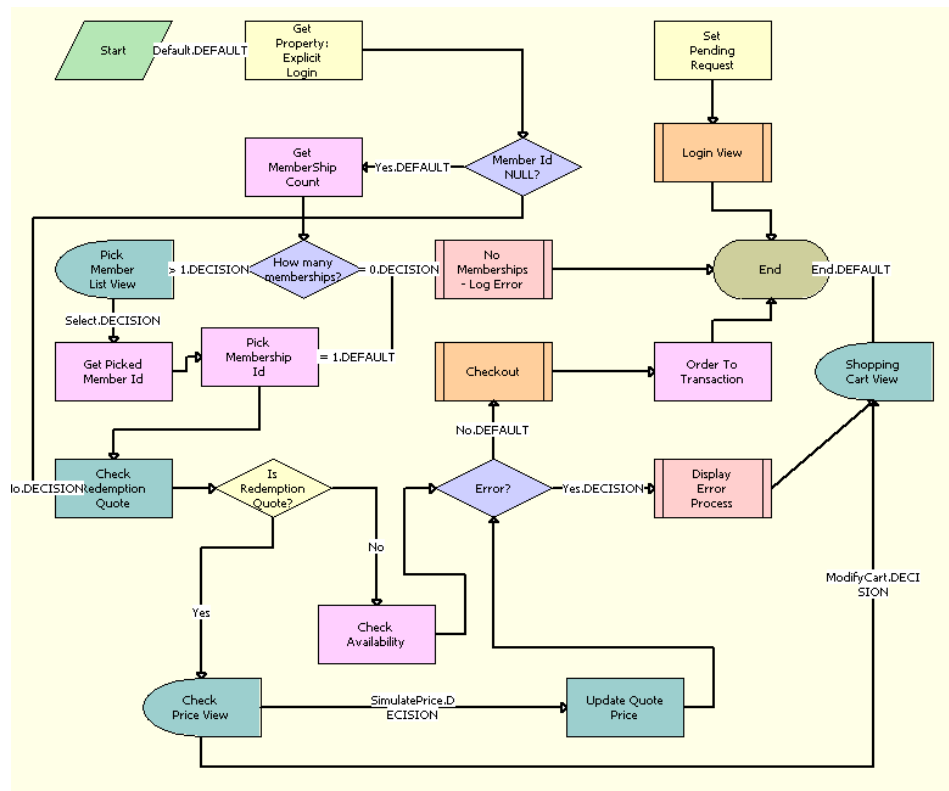 Start
Default.DEFAULT
Get
Property:
Explicit
Login
Set
Pending
Request
Get
MemberShip
Count
Yes.DEFAULT
Member Id
NULL?
Login View
Pick
Member
List View
> 1.DECISION
How many
memberships?
= 0.DECISION
No
Memberships
- Log Error
End
End.DEFAULT
Select.DECISION
Get Picked
Member Id
Pick
Membership
Id
= 1.DEFAULT
Checkout
Order To
Transaction
Shopping
Cart View
No.DEFAULT
lo.DECISION
Check
Redemption
Quote
Is
Redemption
Quote?
Error?
Yes.DECISION
Display
Error
Process
No
ModifyCart.DECI
SION
Yes
Check
Availability
Check
Price View
SimulatePrice.D
ECISION
Update Quote
Price